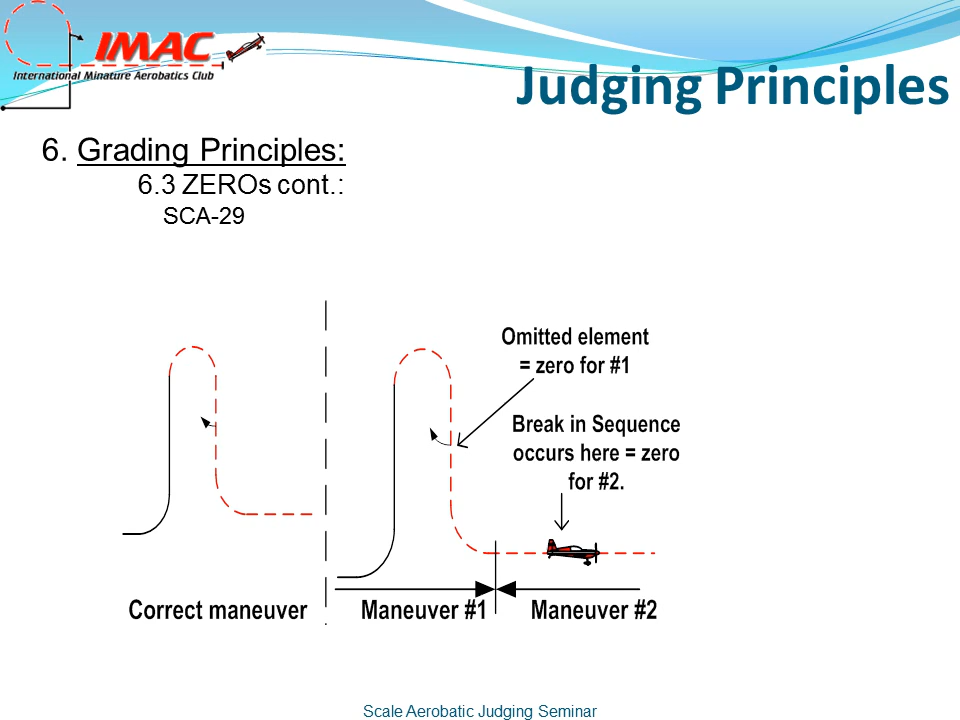 IMAC
International Minature Aerobatics Club
Judging Principles
6. Grading Principles:
6.3 ZEROs cont.:
SCA-29
Omitted element
= zero for #1
Break in Sequence
occurs here = zero
for #2.
Correct maneuver
Maneuver #1
Maneuver #2
Scale Aerobatic Judging Seminar